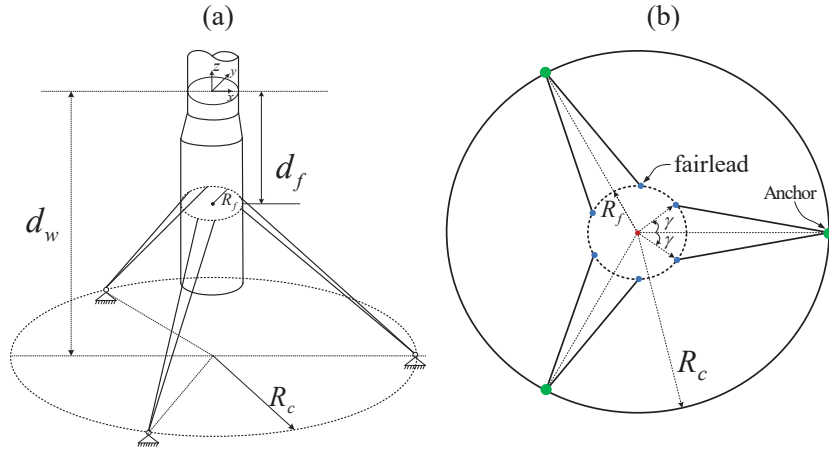 (a)
z
y
x
d_f
R_f
d_w
R_c
(b)
fairlead
Anchor
R_f
γ
γ
R_c